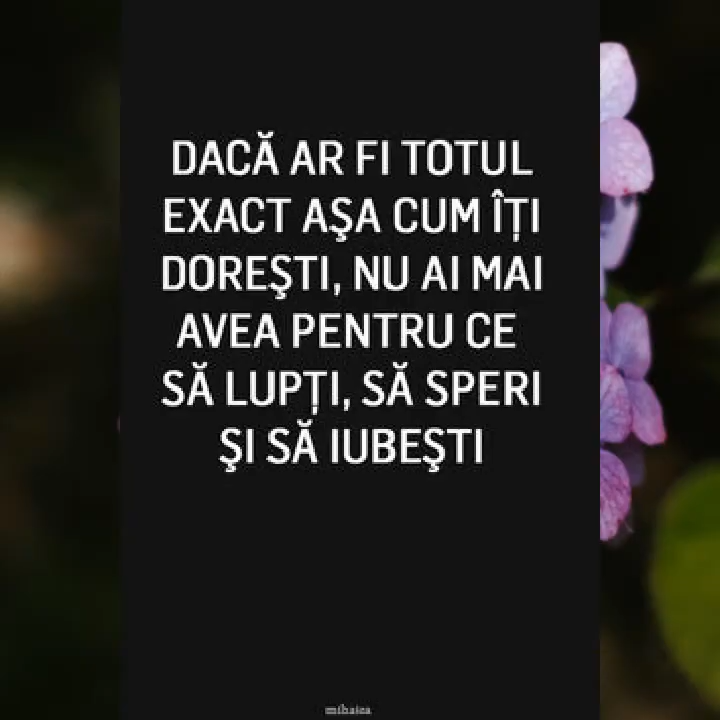 DACĂ AR FI TOTUL
EXACT AŞA CUM ÎȚI
DOREŞTI, NU AI MAI
AVEA PENTRU CE
SĂ LUPȚI, SĂ SPERI
ŞI SĂ IUBEŞTI